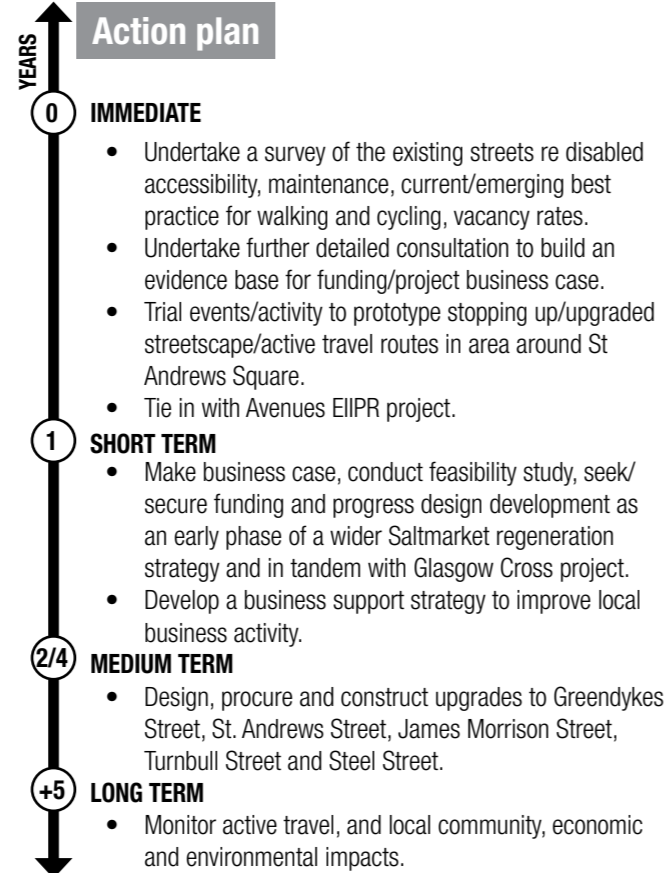 Action plan
YEARS
0
IMMEDIATE
• Undertake a survey of the existing streets re disabled
accessibility, maintenance, current/emerging best
practice for walking and cycling, vacancy rates.
• Undertake further detailed consultation to build an
evidence base for funding/project business case.
• Trial events/activity to prototype stopping up/upgraded
streetscape/active travel routes in area around St
Andrews Square.
• Tie in with Avenues EIIPR project.
1
SHORT TERM
• Make business case, conduct feasibility study, seek/
secure funding and progress design development as
an early phase of a wider Saltmarket regeneration
strategy and in tandem with Glasgow Cross project.
• Develop a business support strategy to improve local
business activity.
2/4
MEDIUM TERM
• Design, procure and construct upgrades to Greendykes
Street, St. Andrews Street, James Morrison Street,
Turnbull Street and Steel Street.
+5
LONG TERM
• Monitor active travel, and local community, economic
and environmental impacts.